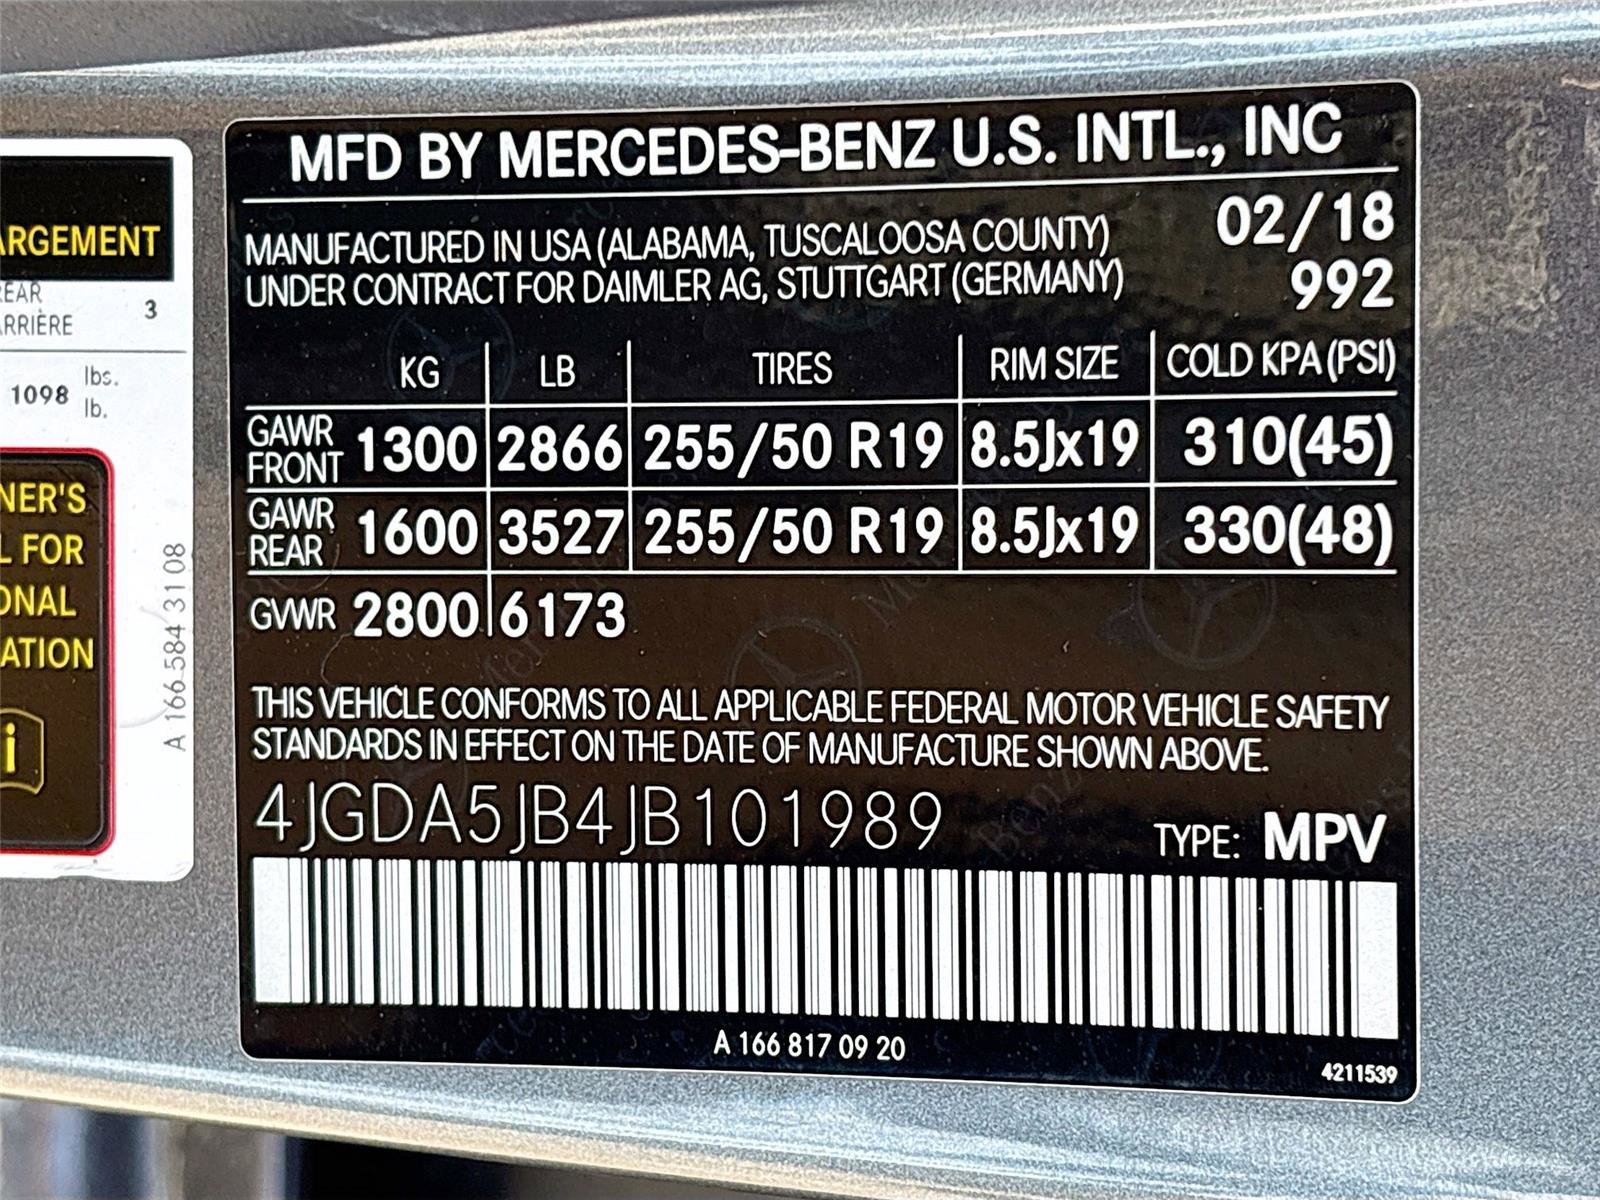 ARGEMENT
REAR
ARRIÈRE
3
1098 lbs.
lb.
NER'S
L FOR
ONAL
ATION
i
A 166 584 31 08
MFD BY MERCEDES-BENZ U.S. INTL., INC
MANUFACTURED IN USA (ALABAMA, TUSCALOOSA COUNTY) 02/18
UNDER CONTRACT FOR DAIMLER AG, STUTTGART (GERMANY) 992
KG LB TIRES RIM SIZE COLD KPA (PSI)
GAWR FRONT 1300 2866 255/50 R19 8.5Jx19 310(45)
GAWR REAR 1600 3527 255/50 R19 8.5Jx19 330(48)
GVWR 2800 6173
THIS VEHICLE CONFORMS TO ALL APPLICABLE FEDERAL MOTOR VEHICLE SAFETY
STANDARDS IN EFFECT ON THE DATE OF MANUFACTURE SHOWN ABOVE.
4JGDA5JB4JB101989 TYPE: MPV
A 166 817 09 20
4211539